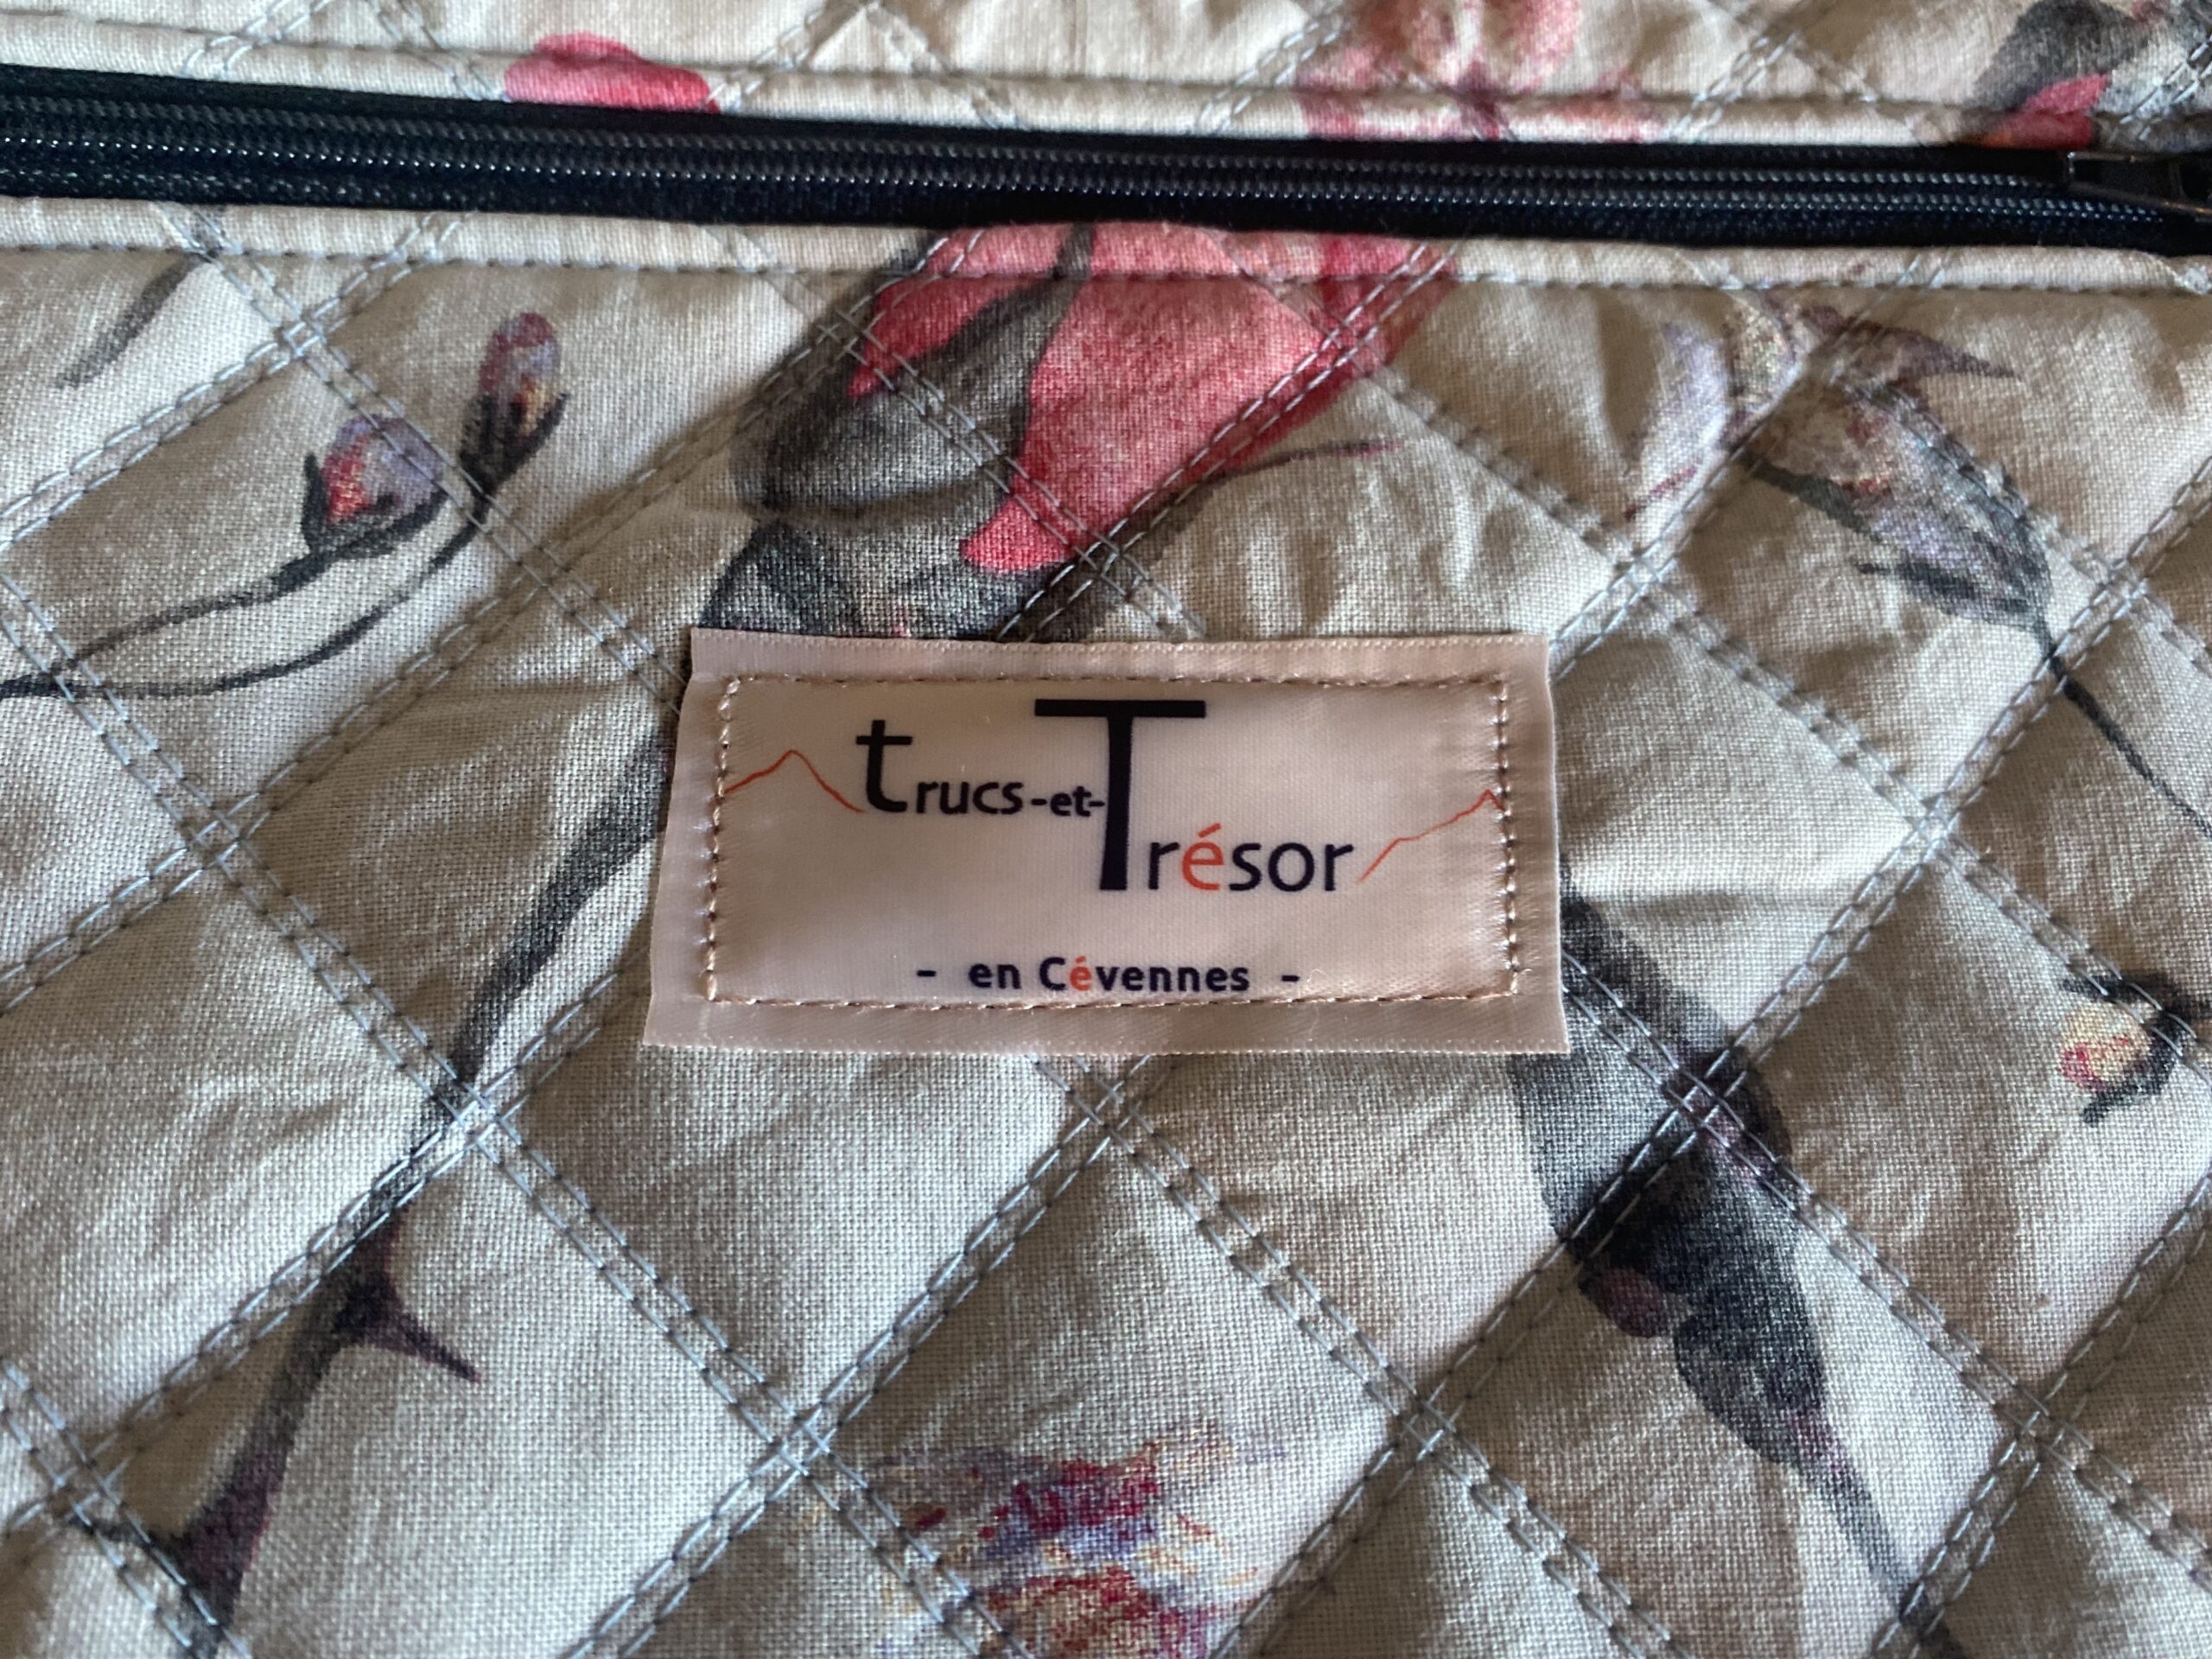 trucs-et-
Trésor
- en Cévennes -